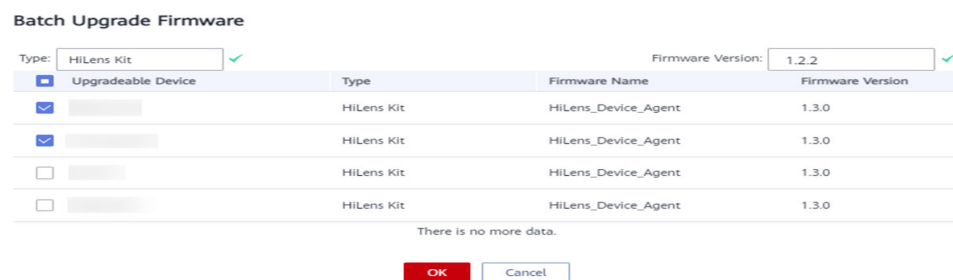 Batch Upgrade Firmware
Type: HiLens Kit Firmware Version: 1.2.2
Upgradeable Device Type Firmware Name Firmware Version
HiLens Kit HiLens_Device_Agent 1.3.0
HiLens Kit HiLens_Device_Agent 1.3.0
HiLens Kit HiLens_Device_Agent 1.3.0
HiLens Kit HiLens_Device_Agent 1.3.0
There is no more data.
OK Cancel